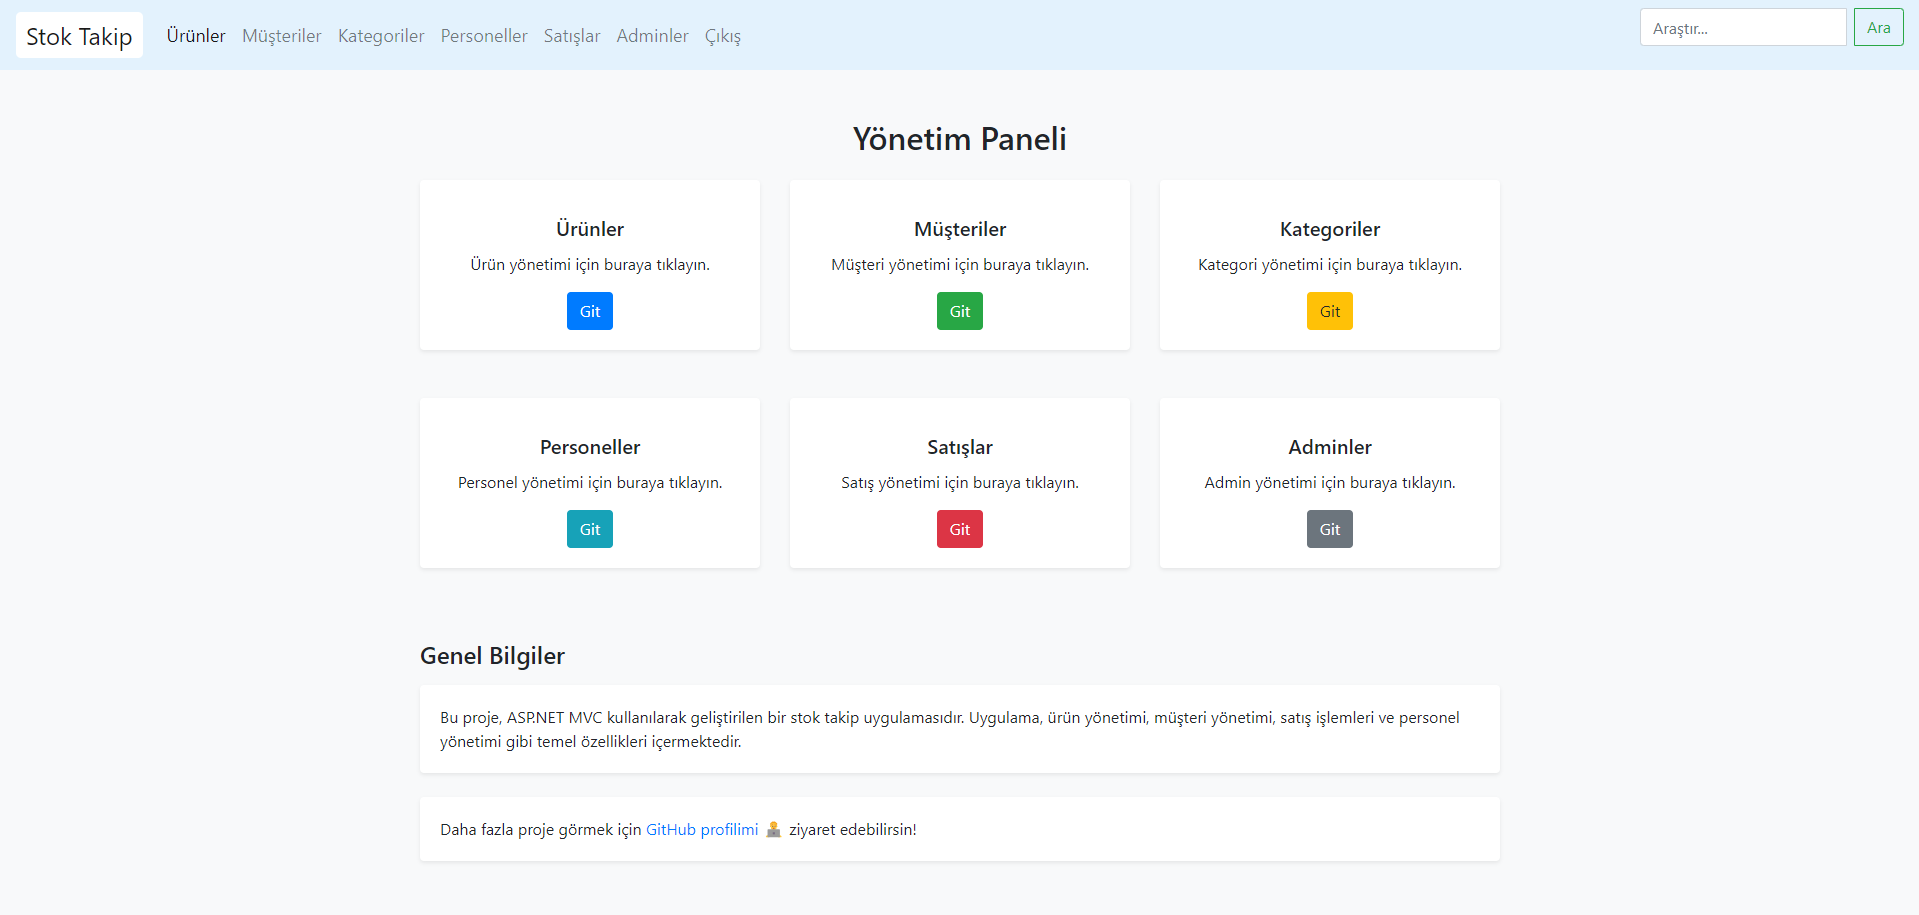 Stok Takip Ürünler Müşteriler Kategoriler Personeller Satışlar Adminler Çıkış Araştır... Ara
Yönetim Paneli
Ürünler
Ürün yönetimi için buraya tıklayın.
Git
Müşteriler
Müşteri yönetimi için buraya tıklayın.
Git
Kategoriler
Kategori yönetimi için buraya tıklayın.
Git
Personeller
Personel yönetimi için buraya tıklayın.
Git
Satışlar
Satış yönetimi için buraya tıklayın.
Git
Adminler
Admin yönetimi için buraya tıklayın.
Git
Genel Bilgiler
Bu proje, ASP.NET MVC kullanılarak geliştirilen bir stok takip uygulamasıdır. Uygulama, ürün yönetimi, müşteri yönetimi, satış işlemleri ve personel
yönetimi gibi temel özellikleri içermektedir.
Daha fazla proje görmek için GitHub profilimi 🧑‍💻 ziyaret edebilirsin!